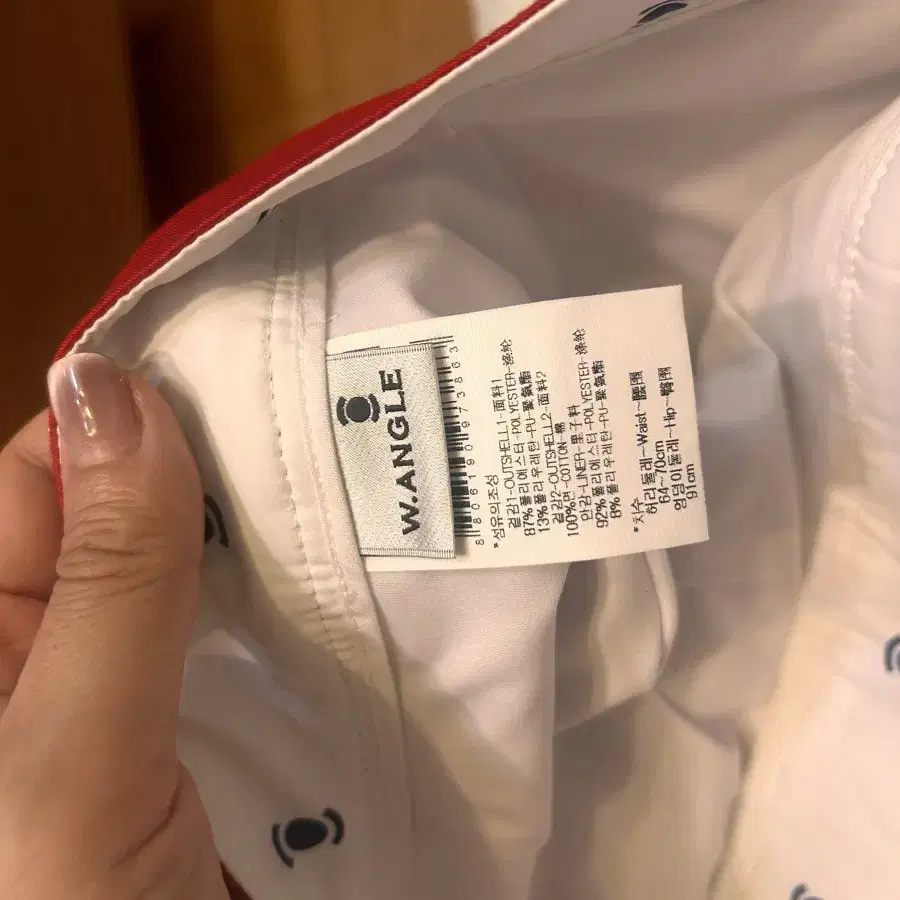 W.ANGLE
8806190973863
*섬유의조성
겉감1-OUTSHELL1-面料1
87%폴리에스터-POLYESTER-涤纶
13%폴리우레탄-PU-聚氨酯
겉감2-OUTSHELL2-面料2
100%면-COTTON-棉
안감-LINER-里子料
92%폴리에스터-POLYESTER-涤纶
8%폴리우레탄-PU-聚氨酯
*치수
허리둘레-Waist-腰围
64~70cm
엉덩이둘레-Hip-臀围
91cm